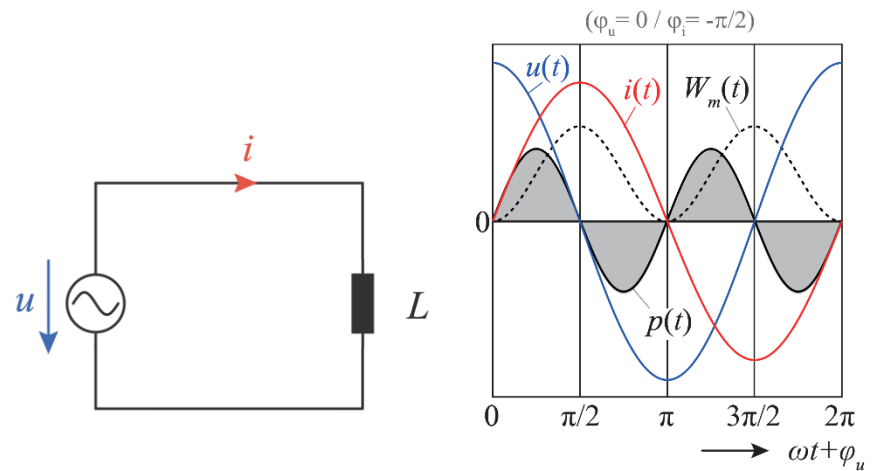 (φᵤ= 0 / φᵢ= -π/2)
u(t)
i(t)
Wₘ(t)
i
0
u
L
p(t)
0 π/2 π 3π/2 2π
ωt+φᵤ